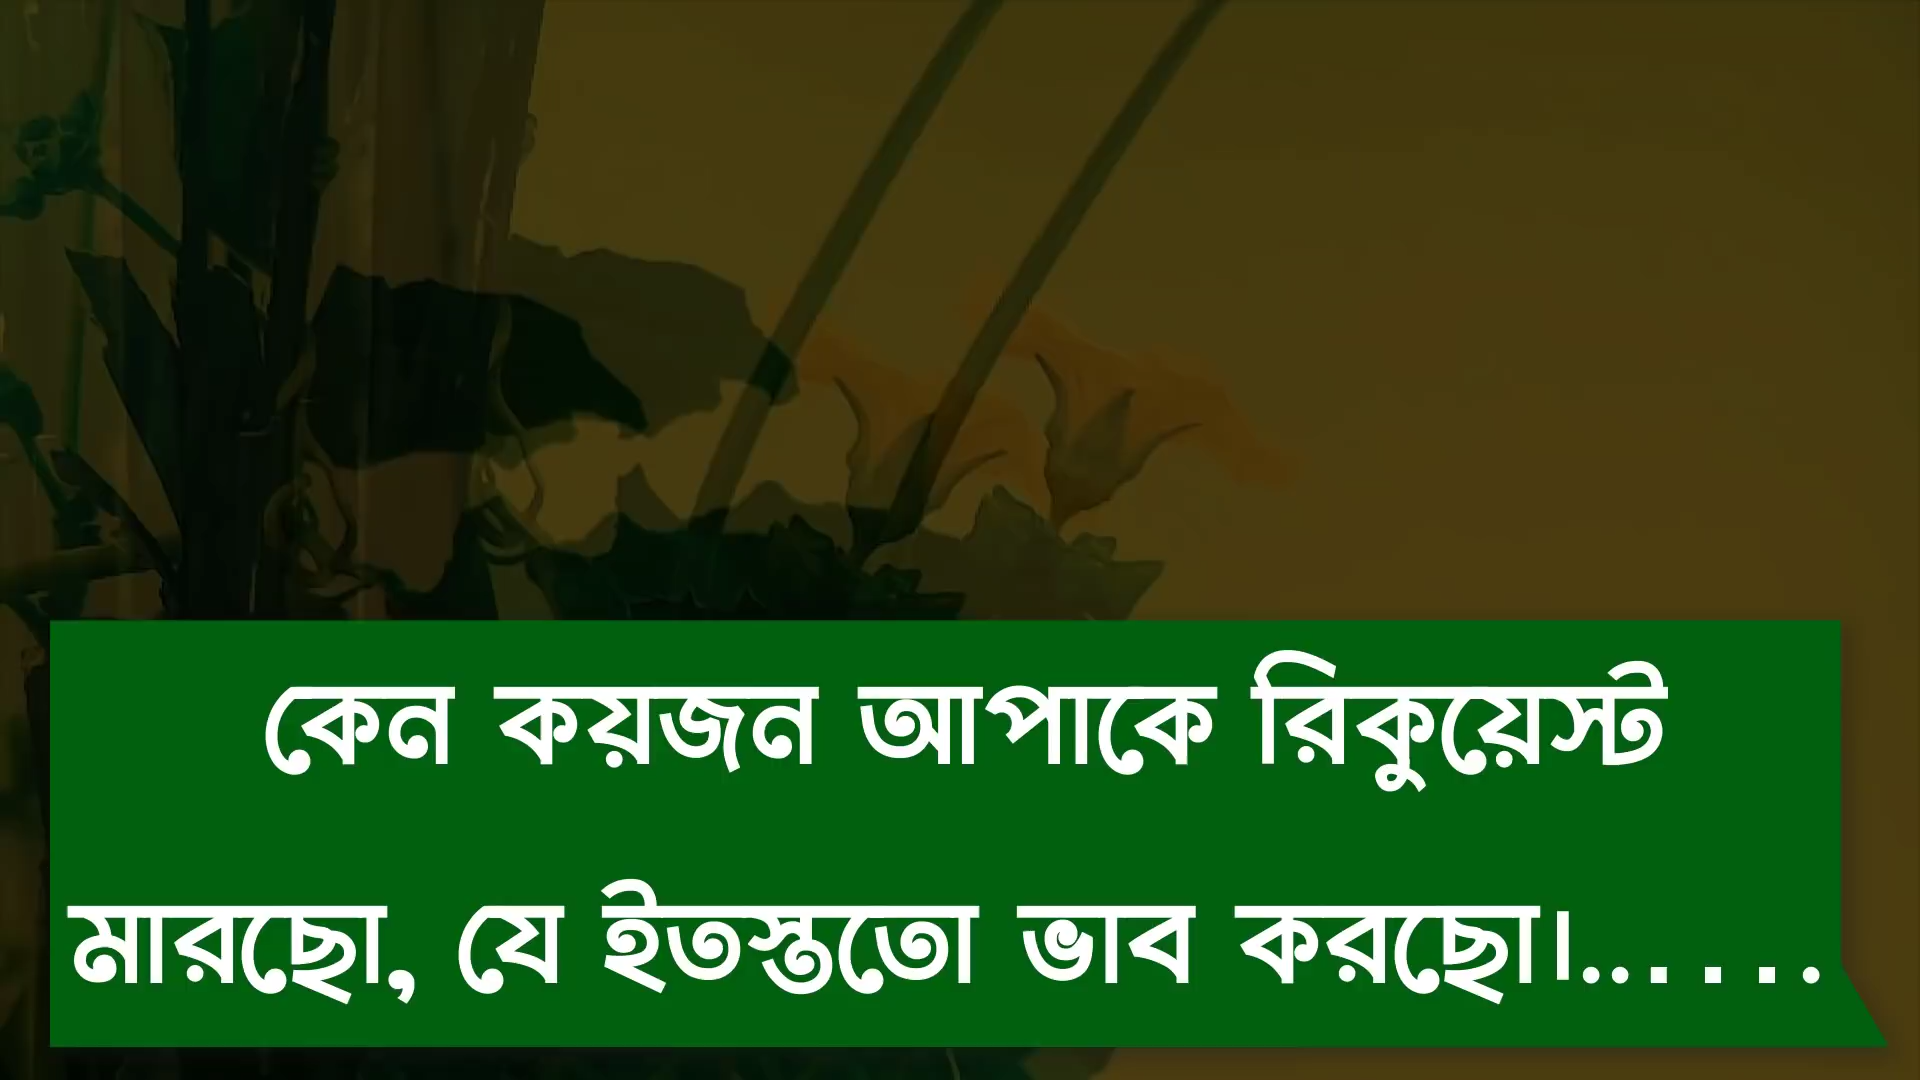 কেন কয়জন আপাকে রিকুয়েস্ট
মারছো, যে ইতস্ততো ভাব করছো।..…...